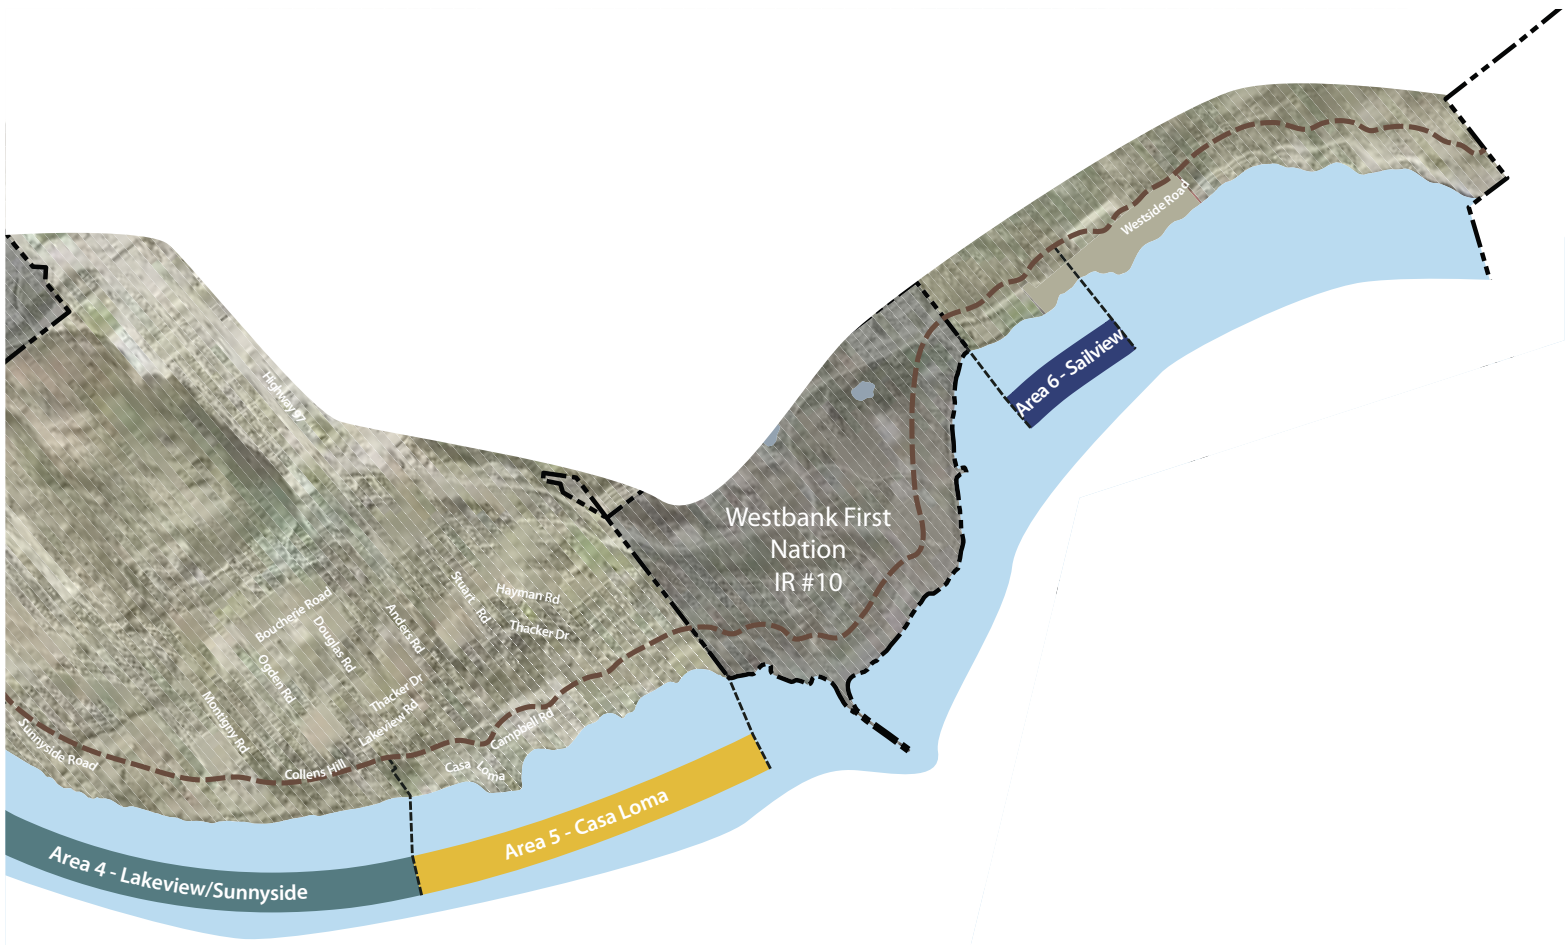 Westside Road
Area 6 - Sailview
Highway 97
Westbank First
Nation
IR #10
Stuart Rd
Hayman Rd
Thacker Dr
Boucherie Road
Anders Rd
Douglas Rd
Ogden Rd
Thacker Dr
Montigny Rd
Lakeview Rd
Campbell Rd
Sunnyside Road
Collens Hill
Casa Loma
Area 5 - Casa Loma
Area 4 - Lakeview/Sunnyside